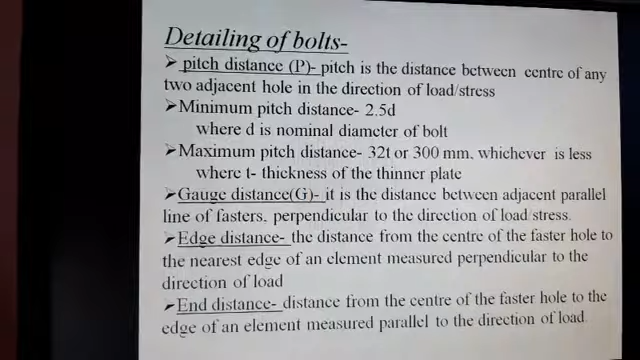 Detailing of bolts-
➢ pitch distance (P)- pitch is the distance between centre of any
two adjacent hole in the direction of load/stress
➢Minimum pitch distance- 2.5d
where d is nominal diameter of bolt
➢Maximum pitch distance- 32t or 300 mm. whichever is less
where t- thickness of the thinner plate
➢Gauge distance(G)- it is the distance between adjacent parallel
line of fasters. perpendicular to the direction of load/stress.
➢Edge distance- the distance from the centre of the faster hole to
the nearest edge of an element measured perpendicular to the
direction of load
➢End distance- distance from the centre of the faster hole to the
edge of an element measured parallel to the direction of load.